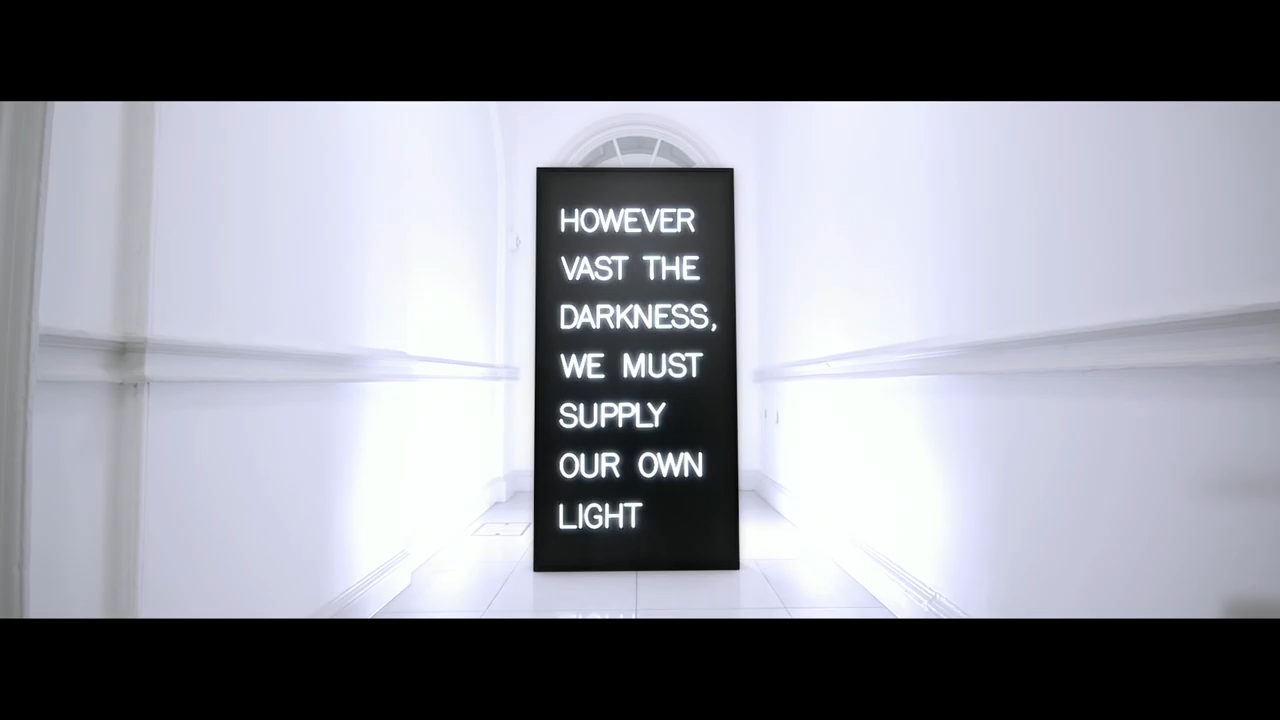 HOWEVER
VAST THE
DARKNESS,
WE MUST
SUPPLY
OUR OWN
LIGHT